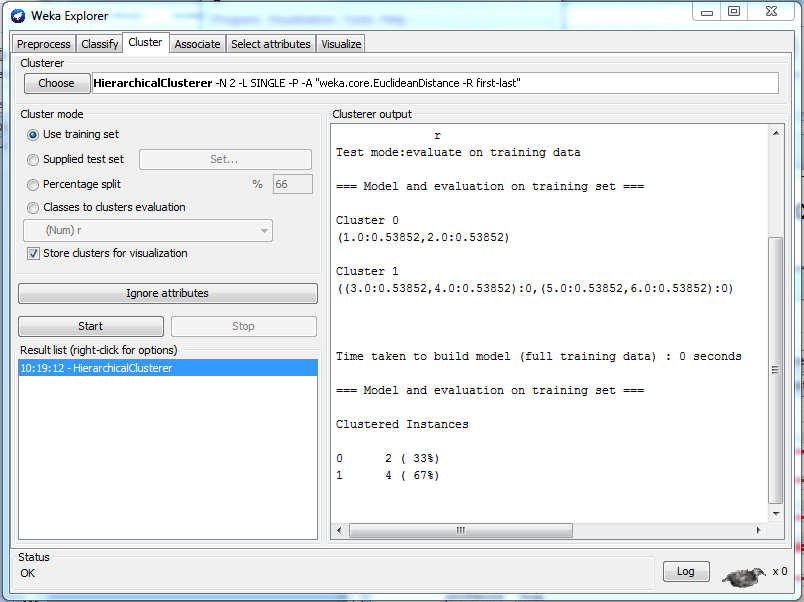 Weka Explorer
Program Visualization Tools Help
Preprocess Classify Cluster Associate Select attributes Visualize
Clusterer
Choose HierarchicalClusterer -N 2 -L SINGLE -P -A "weka.core.EuclideanDistance -R first-last"
Cluster mode
Use training set
Supplied test set Set...
Percentage split % 66
Classes to clusters evaluation
(Num) r
Store clusters for visualization
Ignore attributes
Start Stop
Result list (right-click for options)
10:19:12 - HierarchicalClusterer
Clusterer output
r
Test mode:evaluate on training data
=== Model and evaluation on training set ===
Cluster 0
(1.0:0.53852,2.0:0.53852)
Cluster 1
((3.0:0.53852,4.0:0.53852):0,(5.0:0.53852,6.0:0.53852):0)
Time taken to build model (full training data) : 0 seconds
=== Model and evaluation on training set ===
Clustered Instances
0 2 ( 33%)
1 4 ( 67%)
Status
OK
Log
x 0